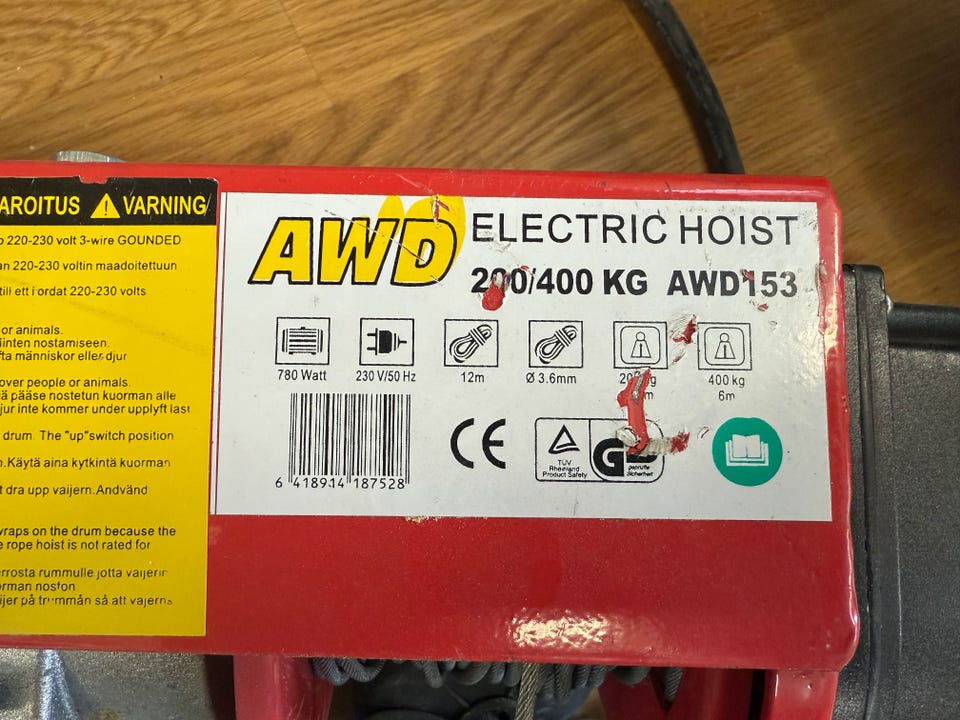 AROITUS VARNING
220-230 volt 3-wire GOUNDED
an 220-230 voltin maadoitettuun
till ett i ordat 220-230 volts
or animals.
iinten nostamiseen.
fta människor eller djur
over people or animals.
ä pääse nostetun kuorman alle
jur inte kommer under upplyft last
drum. The "up"switch position
n.Käytä aina kytkintä kuorman
t dra upp vaijern.Andvänd
wraps on the drum because the
e rope hoist is not rated for
errosta rummulle jotta vaijerin
orman noston
ijer på trummån så att vajerns
AWD ELECTRIC HOIST
200/400 KG AWD153
780 Watt
230 V/50 Hz
12m
Ø 3.6mm
400 kg
6m
6 418914 187528
CE
TÜV
Rheinland
Product Safety
GS
geprüfte
Sicherheit